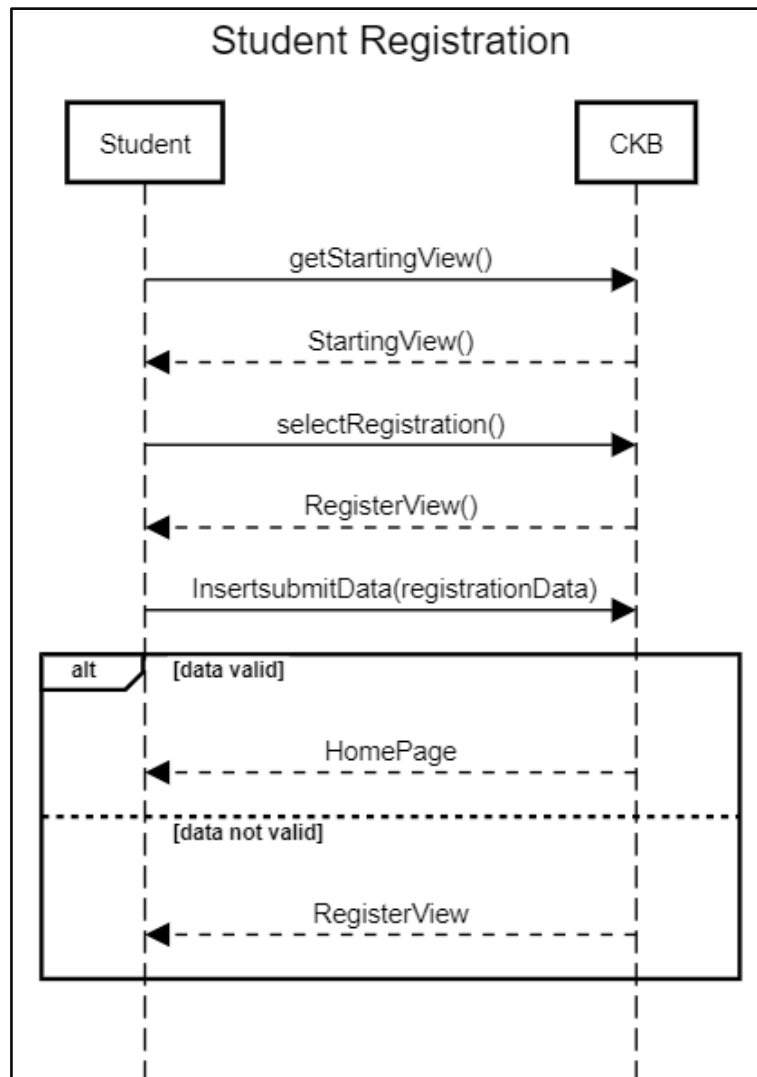 Student Registration
Student
CKB
getStartingView()
StartingView()
selectRegistration()
RegisterView()
InsertsubmitData(registrationData)
alt
[data valid]
HomePage
[data not valid]
RegisterView